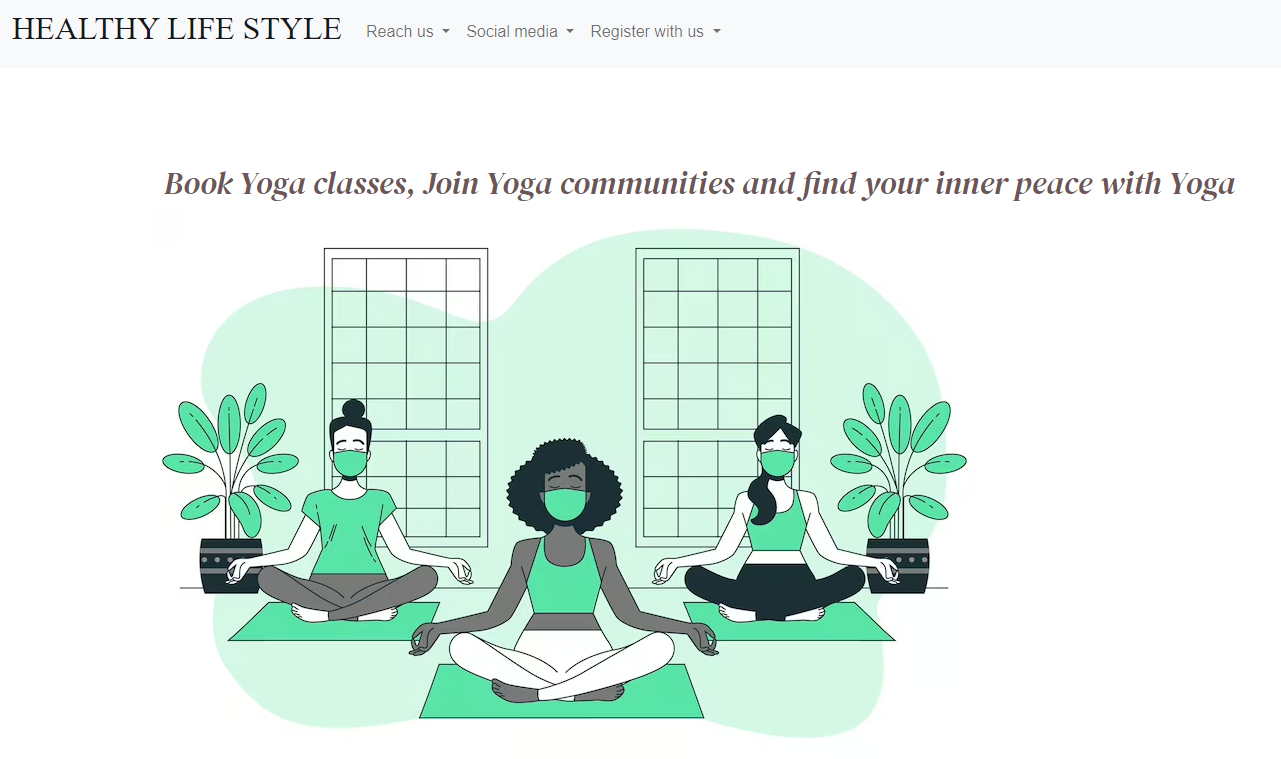 HEALTHY LIFE STYLE
Reach us
Social media
Register with us
Book Yoga classes, Join Yoga communities and find your inner peace with Yoga